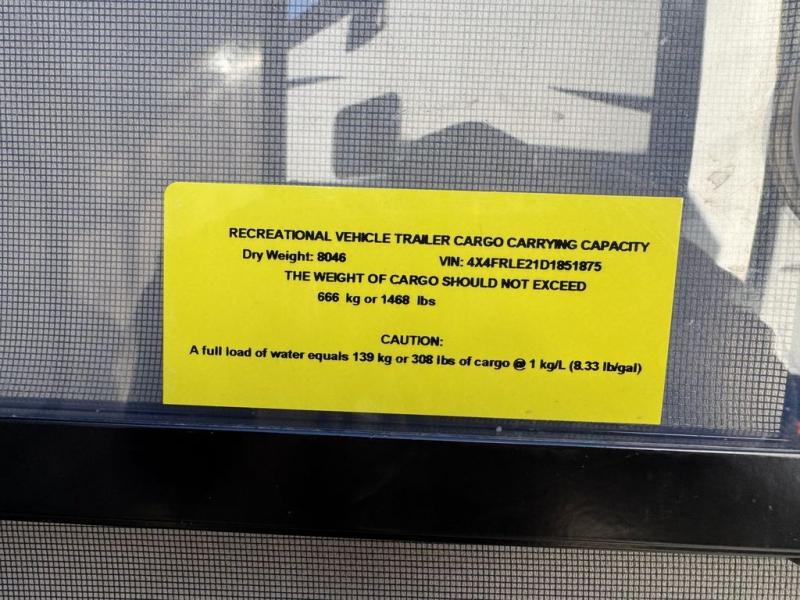 RECREATIONAL VEHICLE TRAILER CARGO CARRYING CAPACITY
Dry Weight: 8046 VIN: 4X4FRLE21D1851875
THE WEIGHT OF CARGO SHOULD NOT EXCEED
666 kg or 1468 lbs
CAUTION:
A full load of water equals 139 kg or 308 lbs of cargo @ 1 kg/L (8.33 lb/gal)